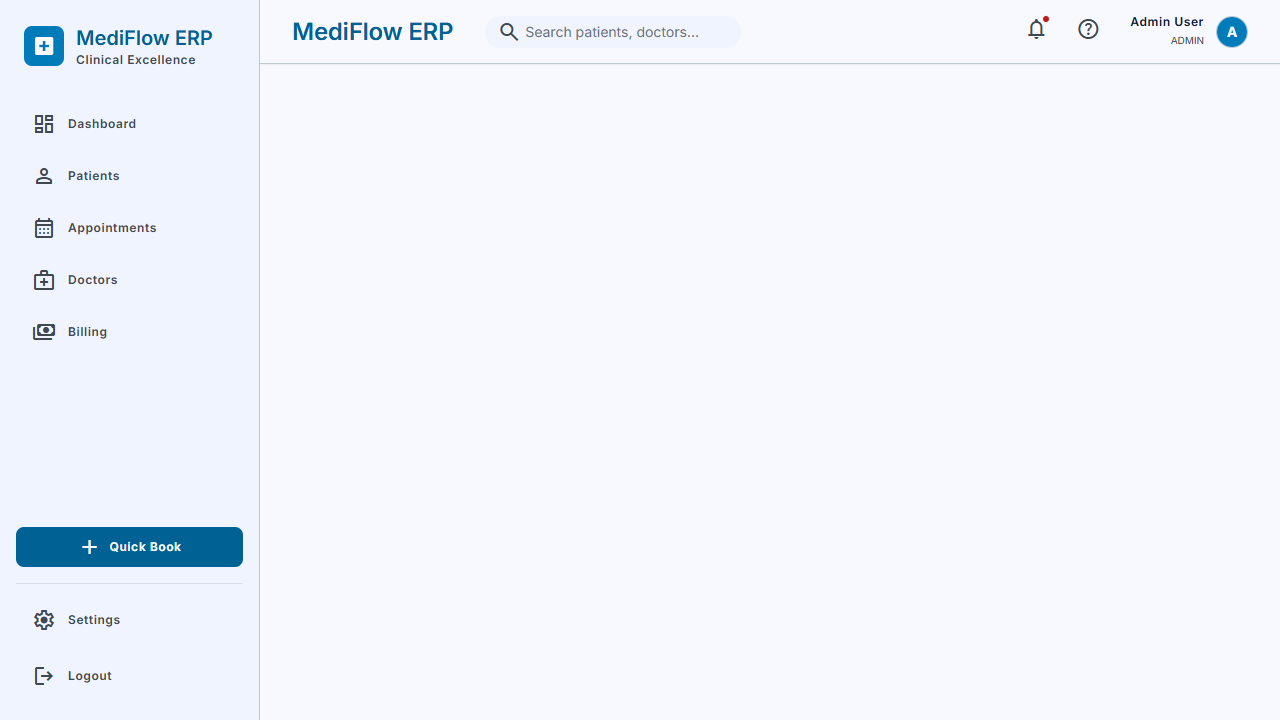 MediFlow ERP
Clinical Excellence
Dashboard
Patients
Appointments
Doctors
Billing
Quick Book
Settings
Logout
MediFlow ERP
Search patients, doctors...
Admin User
ADMIN
A